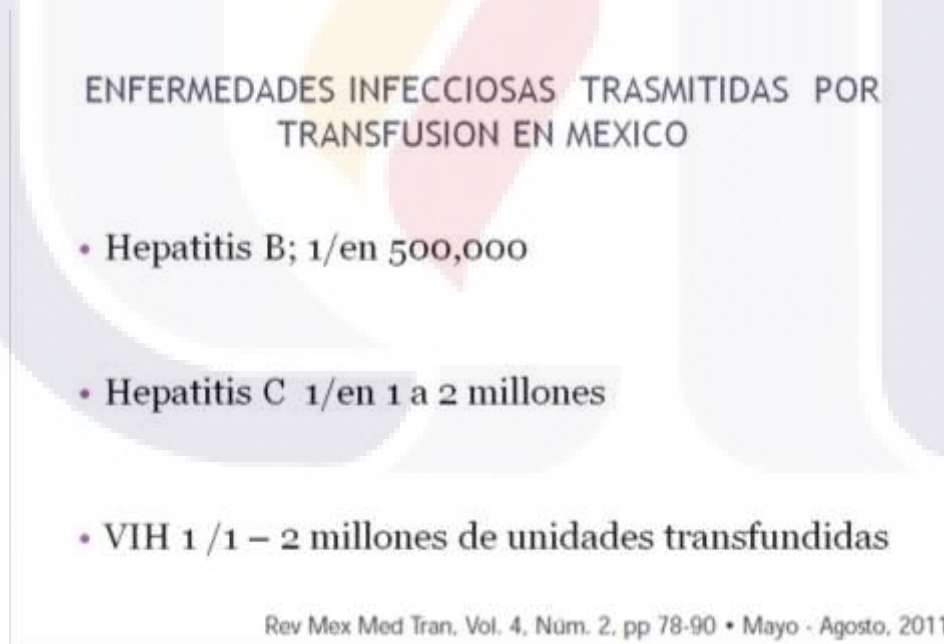 ENFERMEDADES INFECCIOSAS TRASMITIDAS POR
TRANSFUSION EN MEXICO
• Hepatitis B; 1/en 500,000
• Hepatitis C 1/en 1 a 2 millones
• VIH 1 /1 – 2 millones de unidades transfundidas
Rev Mex Med Tran, Vol. 4, Núm. 2, pp 78-90 • Mayo - Agosto, 2011